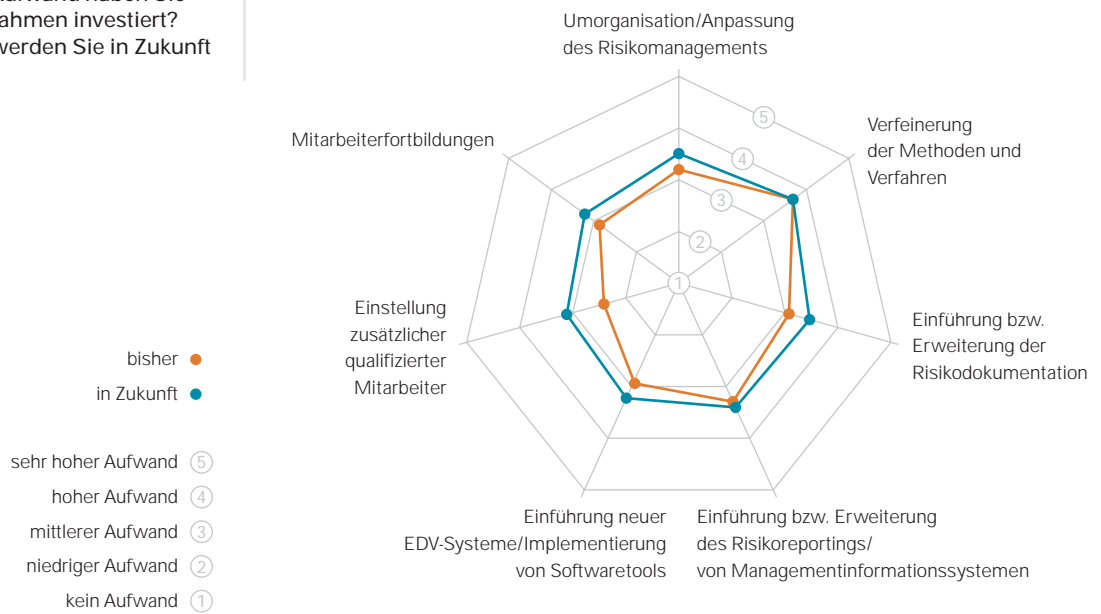 ahmen investiert?
werden Sie in Zukunft
Umorganisation/Anpassung
des Risikomanagements
Mitarbeiterfortbildungen
Verfeinerung
der Methoden und
Verfahren
5
4
3
2
1
Einstellung
zusätzlicher
qualifizierter
Mitarbeiter
Einführung bzw.
Erweiterung der
Risikodokumentation
bisher
in Zukunft
sehr hoher Aufwand 5
hoher Aufwand 4
mittlerer Aufwand 3
niedriger Aufwand 2
kein Aufwand 1
Einführung neuer
EDV-Systeme/Implementierung
von Softwaretools
Einführung bzw. Erweiterung
des Risikoreportings/
von Managementinformationssystemen